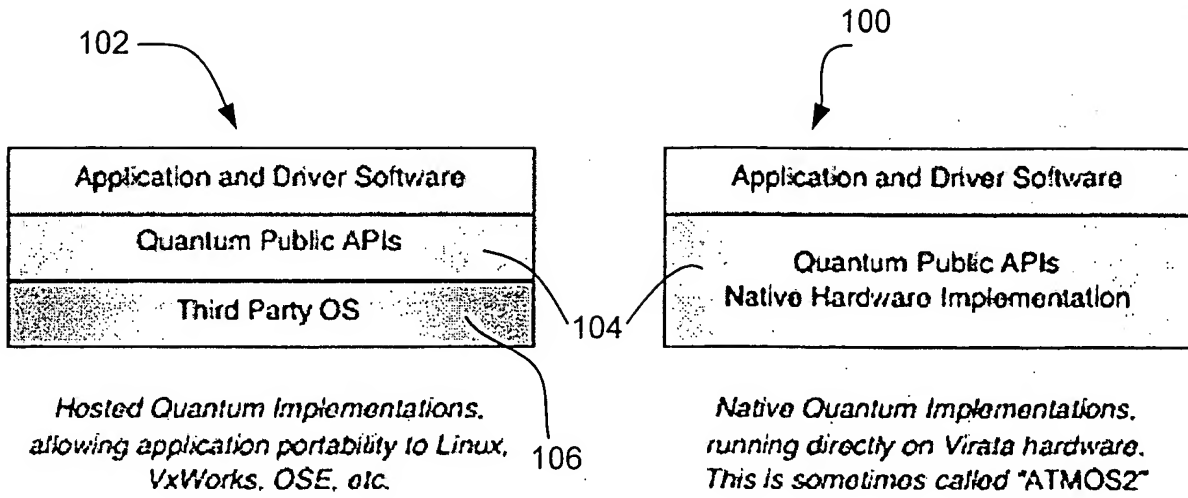 102
100
Application and Driver Software
Quantum Public APIs
Third Party OS
104
106
Hosted Quantum Implementations,
allowing application portability to Linux,
VxWorks, OSE, etc.
Application and Driver Software
Quantum Public APIs
Native Hardware Implementation
Native Quantum Implementations,
running directly on Virata hardware.
This is sometimes called "ATMOS2"